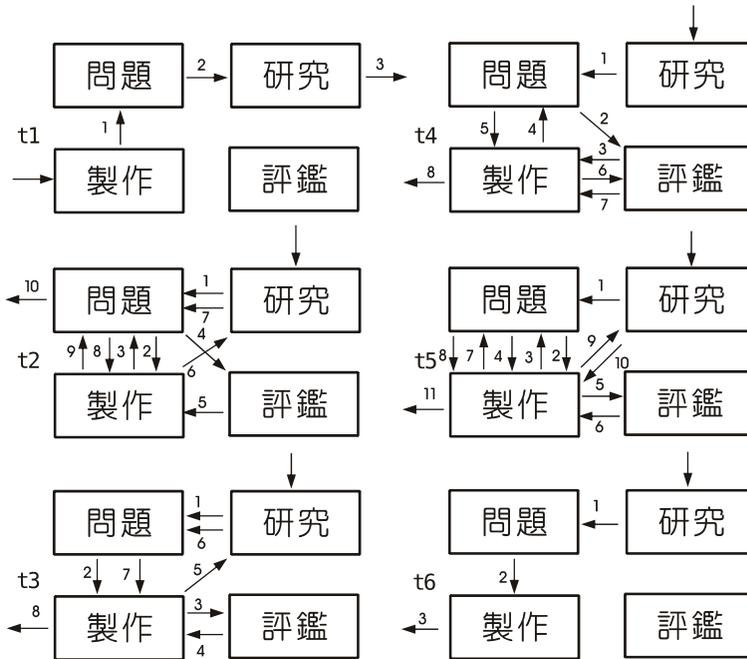 問題 2 研究 3
1
t1
製作 評鑑
問題 1 研究
5 4 2
t4
3
8 製作 6 評鑑
7
10 問題 1 研究
7
9 8 3 2 4
t2 6
製作 5 評鑑
問題 1 研究
8 7 4 3 2 9
t5 10
11 製作 5 評鑑
6
問題 1 研究
6
2 7 5
t3
8 製作 3 評鑑
4
問題 1 研究
2
t6
3 製作 評鑑